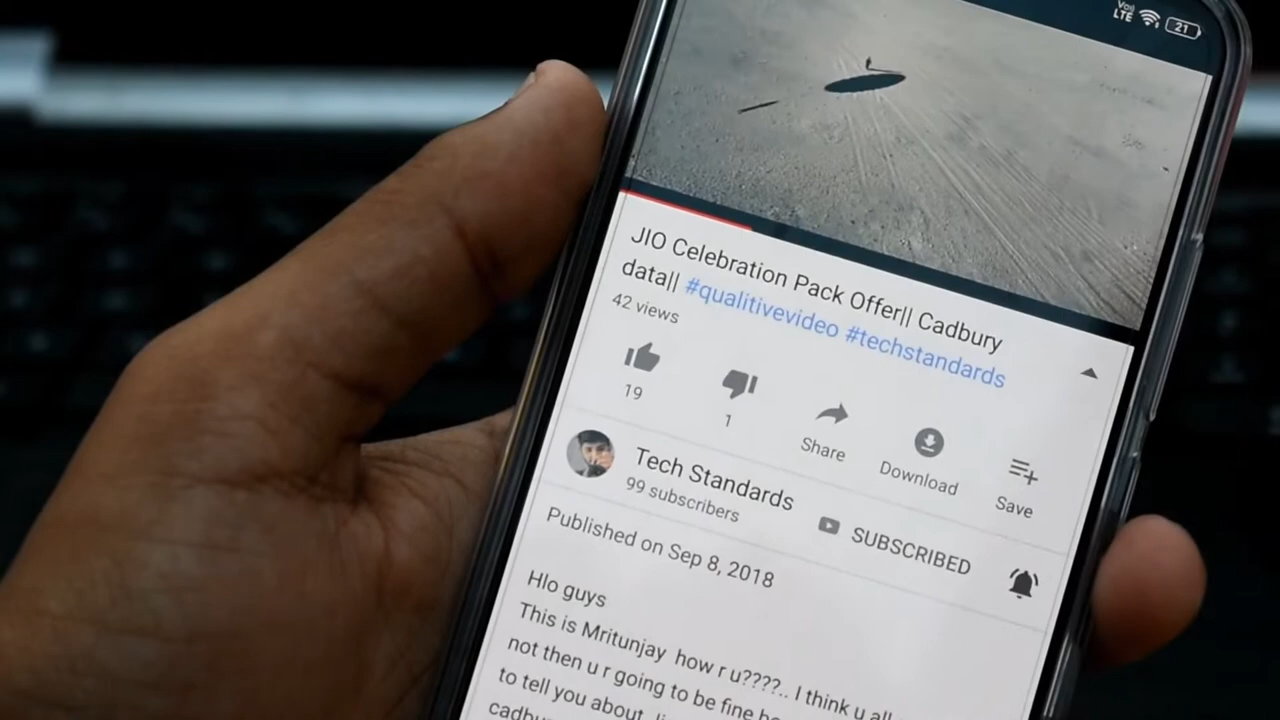 Vo)
LTE
21
JIO Celebration Pack Offer|| Cadbury
data|| #qualitivevideo #techstandards
42 views
19
1
Share
Download
Save
Tech Standards
99 subscribers
SUBSCRIBED
Published on Sep 8, 2018
Hlo guys
This is Mritunjay how r u????.. I think u all
not then u r going to be fine
to tell you about